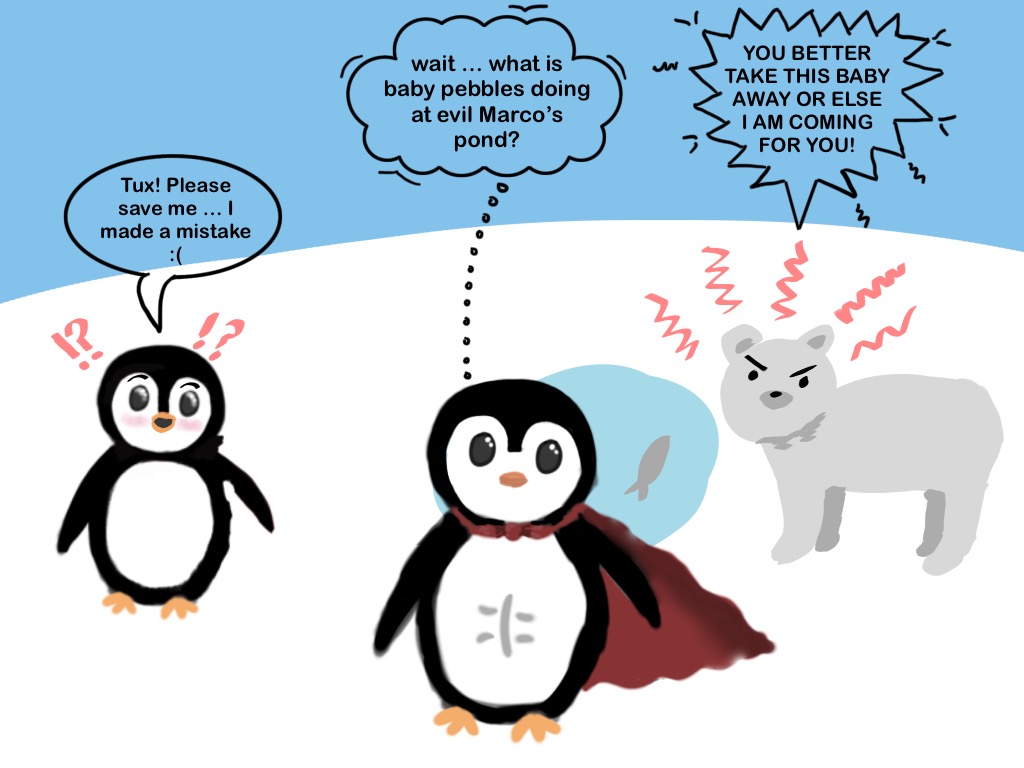 Tux! Please
save me ... I
made a mistake
:(
wait ... what is
baby pebbles doing
at evil Marco's
pond?
YOU BETTER
TAKE THIS BABY
AWAY OR ELSE
I AM COMING
FOR YOU!
!?
!?